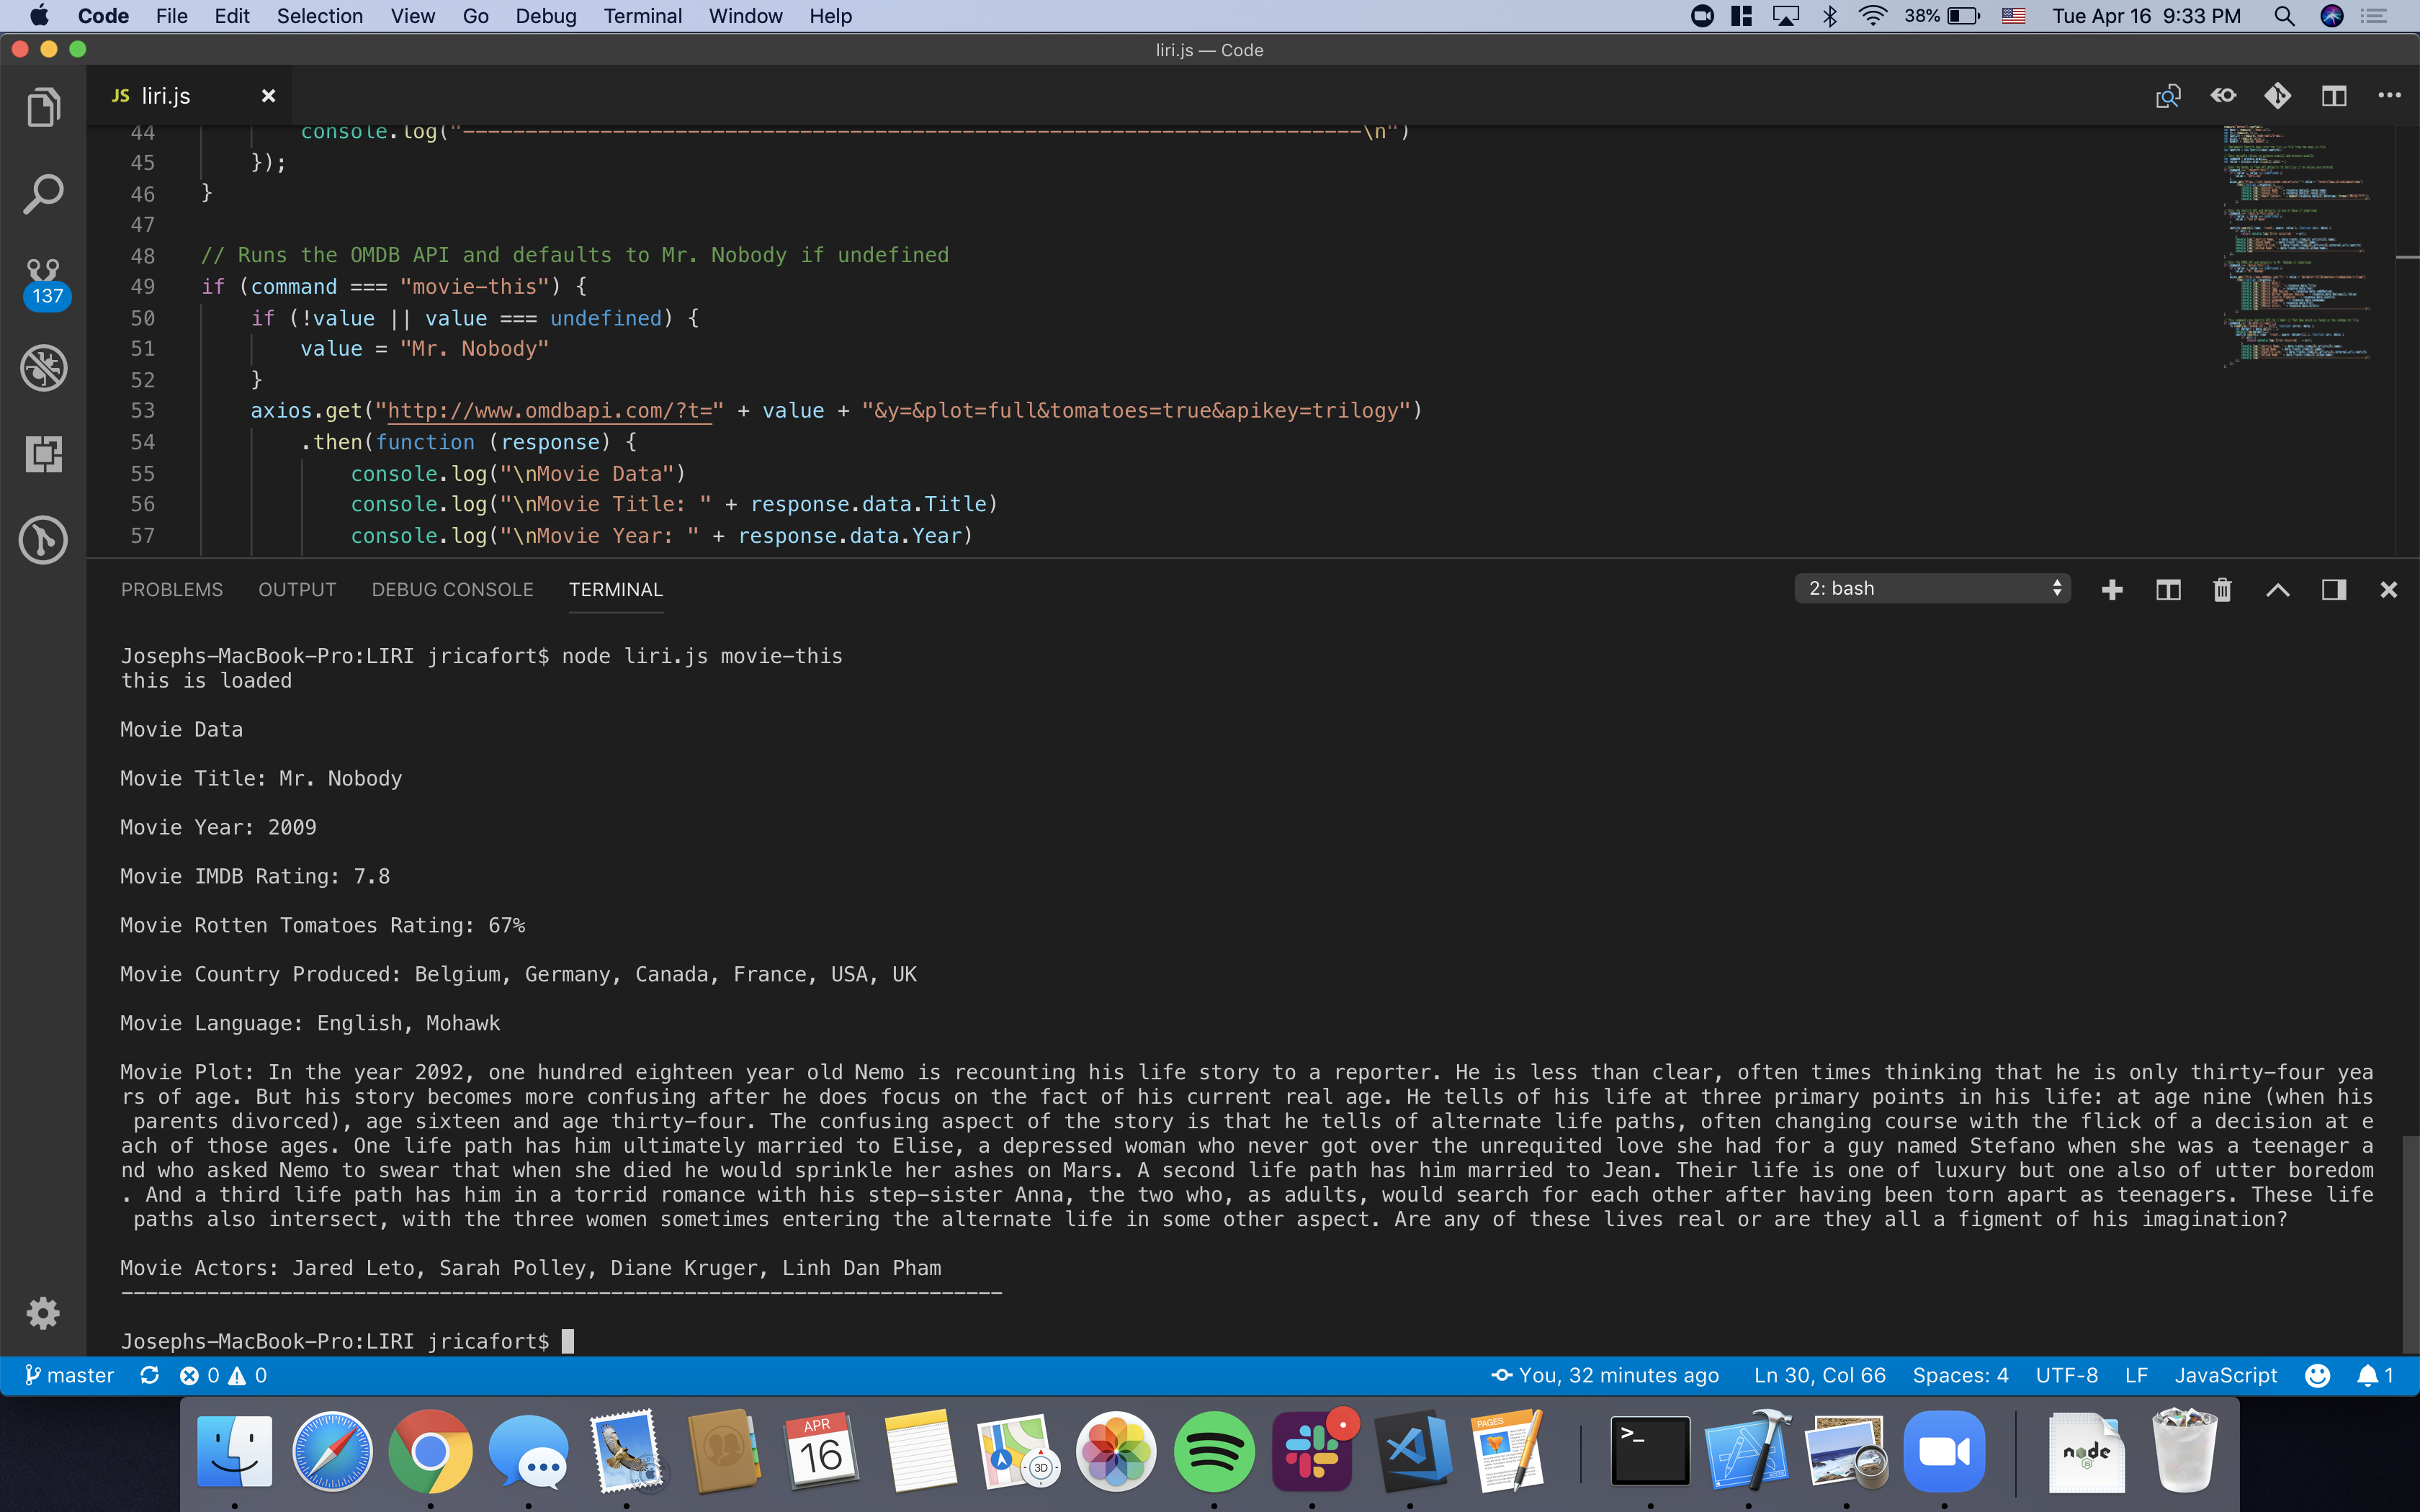 Code File Edit Selection View Go Debug Terminal Window Help 38% Tue Apr 16 9:33 PM
liri.js — Code
JS liri.js
44 console.log("-------------------------------------------------------------------------\n")
45 });
46 }
47
48 // Runs the OMDB API and defaults to Mr. Nobody if undefined
49 if (command === "movie-this") {
50 if (!value || value === undefined) {
51 value = "Mr. Nobody"
52 }
53 axios.get("http://www.omdbapi.com/?t=" + value + "&y=&plot=full&tomatoes=true&apikey=trilogy")
54 .then(function (response) {
55 console.log("\nMovie Data")
56 console.log("\nMovie Title: " + response.data.Title)
57 console.log("\nMovie Year: " + response.data.Year)
137
PROBLEMS OUTPUT DEBUG CONSOLE TERMINAL 2: bash
Josephs-MacBook-Pro:LIRI jricafort$ node liri.js movie-this
this is loaded
Movie Data
Movie Title: Mr. Nobody
Movie Year: 2009
Movie IMDB Rating: 7.8
Movie Rotten Tomatoes Rating: 67%
Movie Country Produced: Belgium, Germany, Canada, France, USA, UK
Movie Language: English, Mohawk
Movie Plot: In the year 2092, one hundred eighteen year old Nemo is recounting his life story to a reporter. He is less than clear, often times thinking that he is only thirty-four yea
rs of age. But his story becomes more confusing after he does focus on the fact of his current real age. He tells of his life at three primary points in his life: at age nine (when his
parents divorced), age sixteen and age thirty-four. The confusing aspect of the story is that he tells of alternate life paths, often changing course with the flick of a decision at e
ach of those ages. One life path has him ultimately married to Elise, a depressed woman who never got over the unrequited love she had for a guy named Stefano when she was a teenager a
nd who asked Nemo to swear that when she died he would sprinkle her ashes on Mars. A second life path has him married to Jean. Their life is one of luxury but one also of utter boredom
. And a third life path has him in a torrid romance with his step-sister Anna, the two who, as adults, would search for each other after having been torn apart as teenagers. These life
paths also intersect, with the three women sometimes entering the alternate life in some other aspect. Are any of these lives real or are they all a figment of his imagination?
Movie Actors: Jared Leto, Sarah Polley, Diane Kruger, Linh Dan Pham
------------------------------------------------------------------------
Josephs-MacBook-Pro:LIRI jricafort$
master 0 0 You, 32 minutes ago Ln 30, Col 66 Spaces: 4 UTF-8 LF JavaScript 1
APR
16
3D
PAGES
>_
node
JS